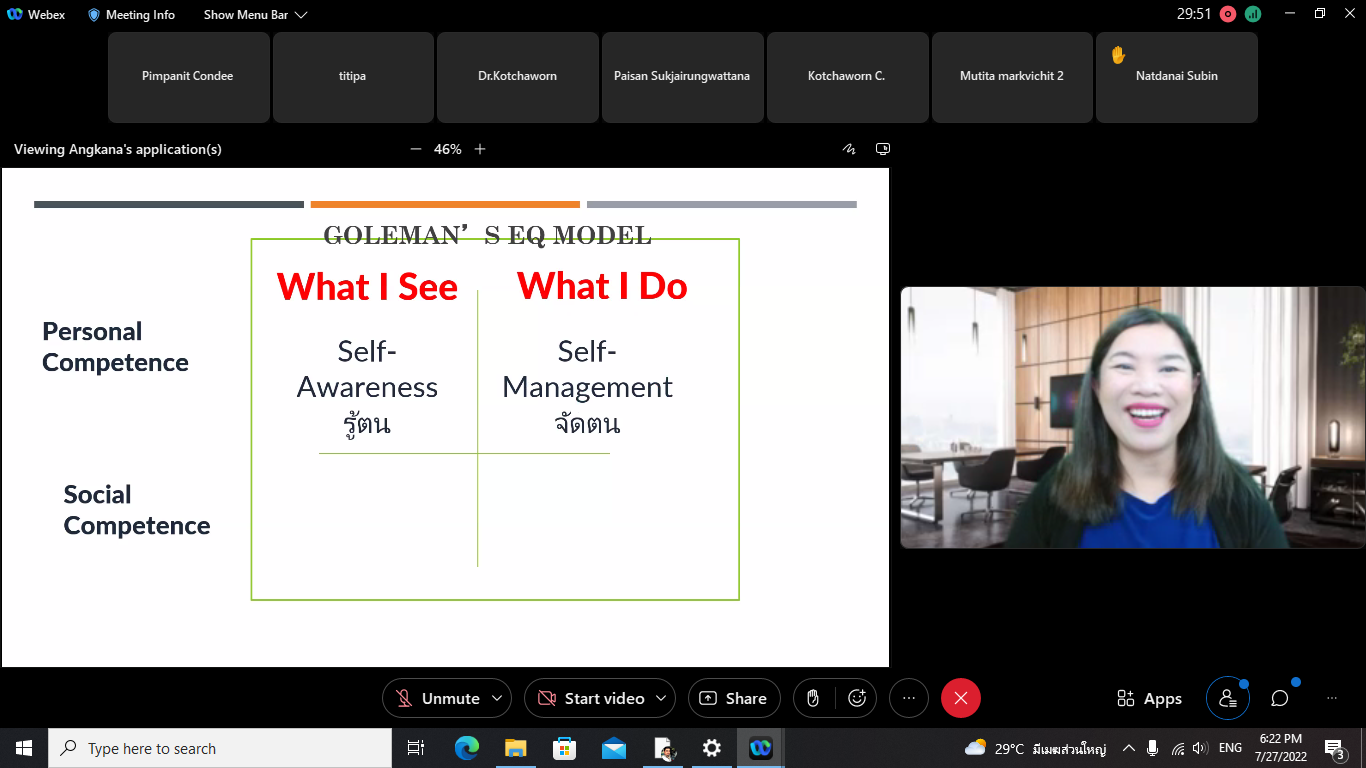 Webex
Meeting Info
Show Menu Bar
29:51
Pimpanit Condee
titipa
Dr.Kotchaworn
Paisan Sukjairungwattana
Kotchaworn C.
Mutita markvichit 2
Natdanai Subin
Viewing Angkana's application(s)
46%
GOLEMAN’S EQ MODEL
What I See
What I Do
Personal
Competence
Self-
Awareness
รู้ตน
Self-
Management
จัดตน
Social
Competence
Unmute
Start video
Share
Apps
Type here to search
29°C มีเมฆส่วนใหญ่
ENG
6:22 PM
7/27/2022
3